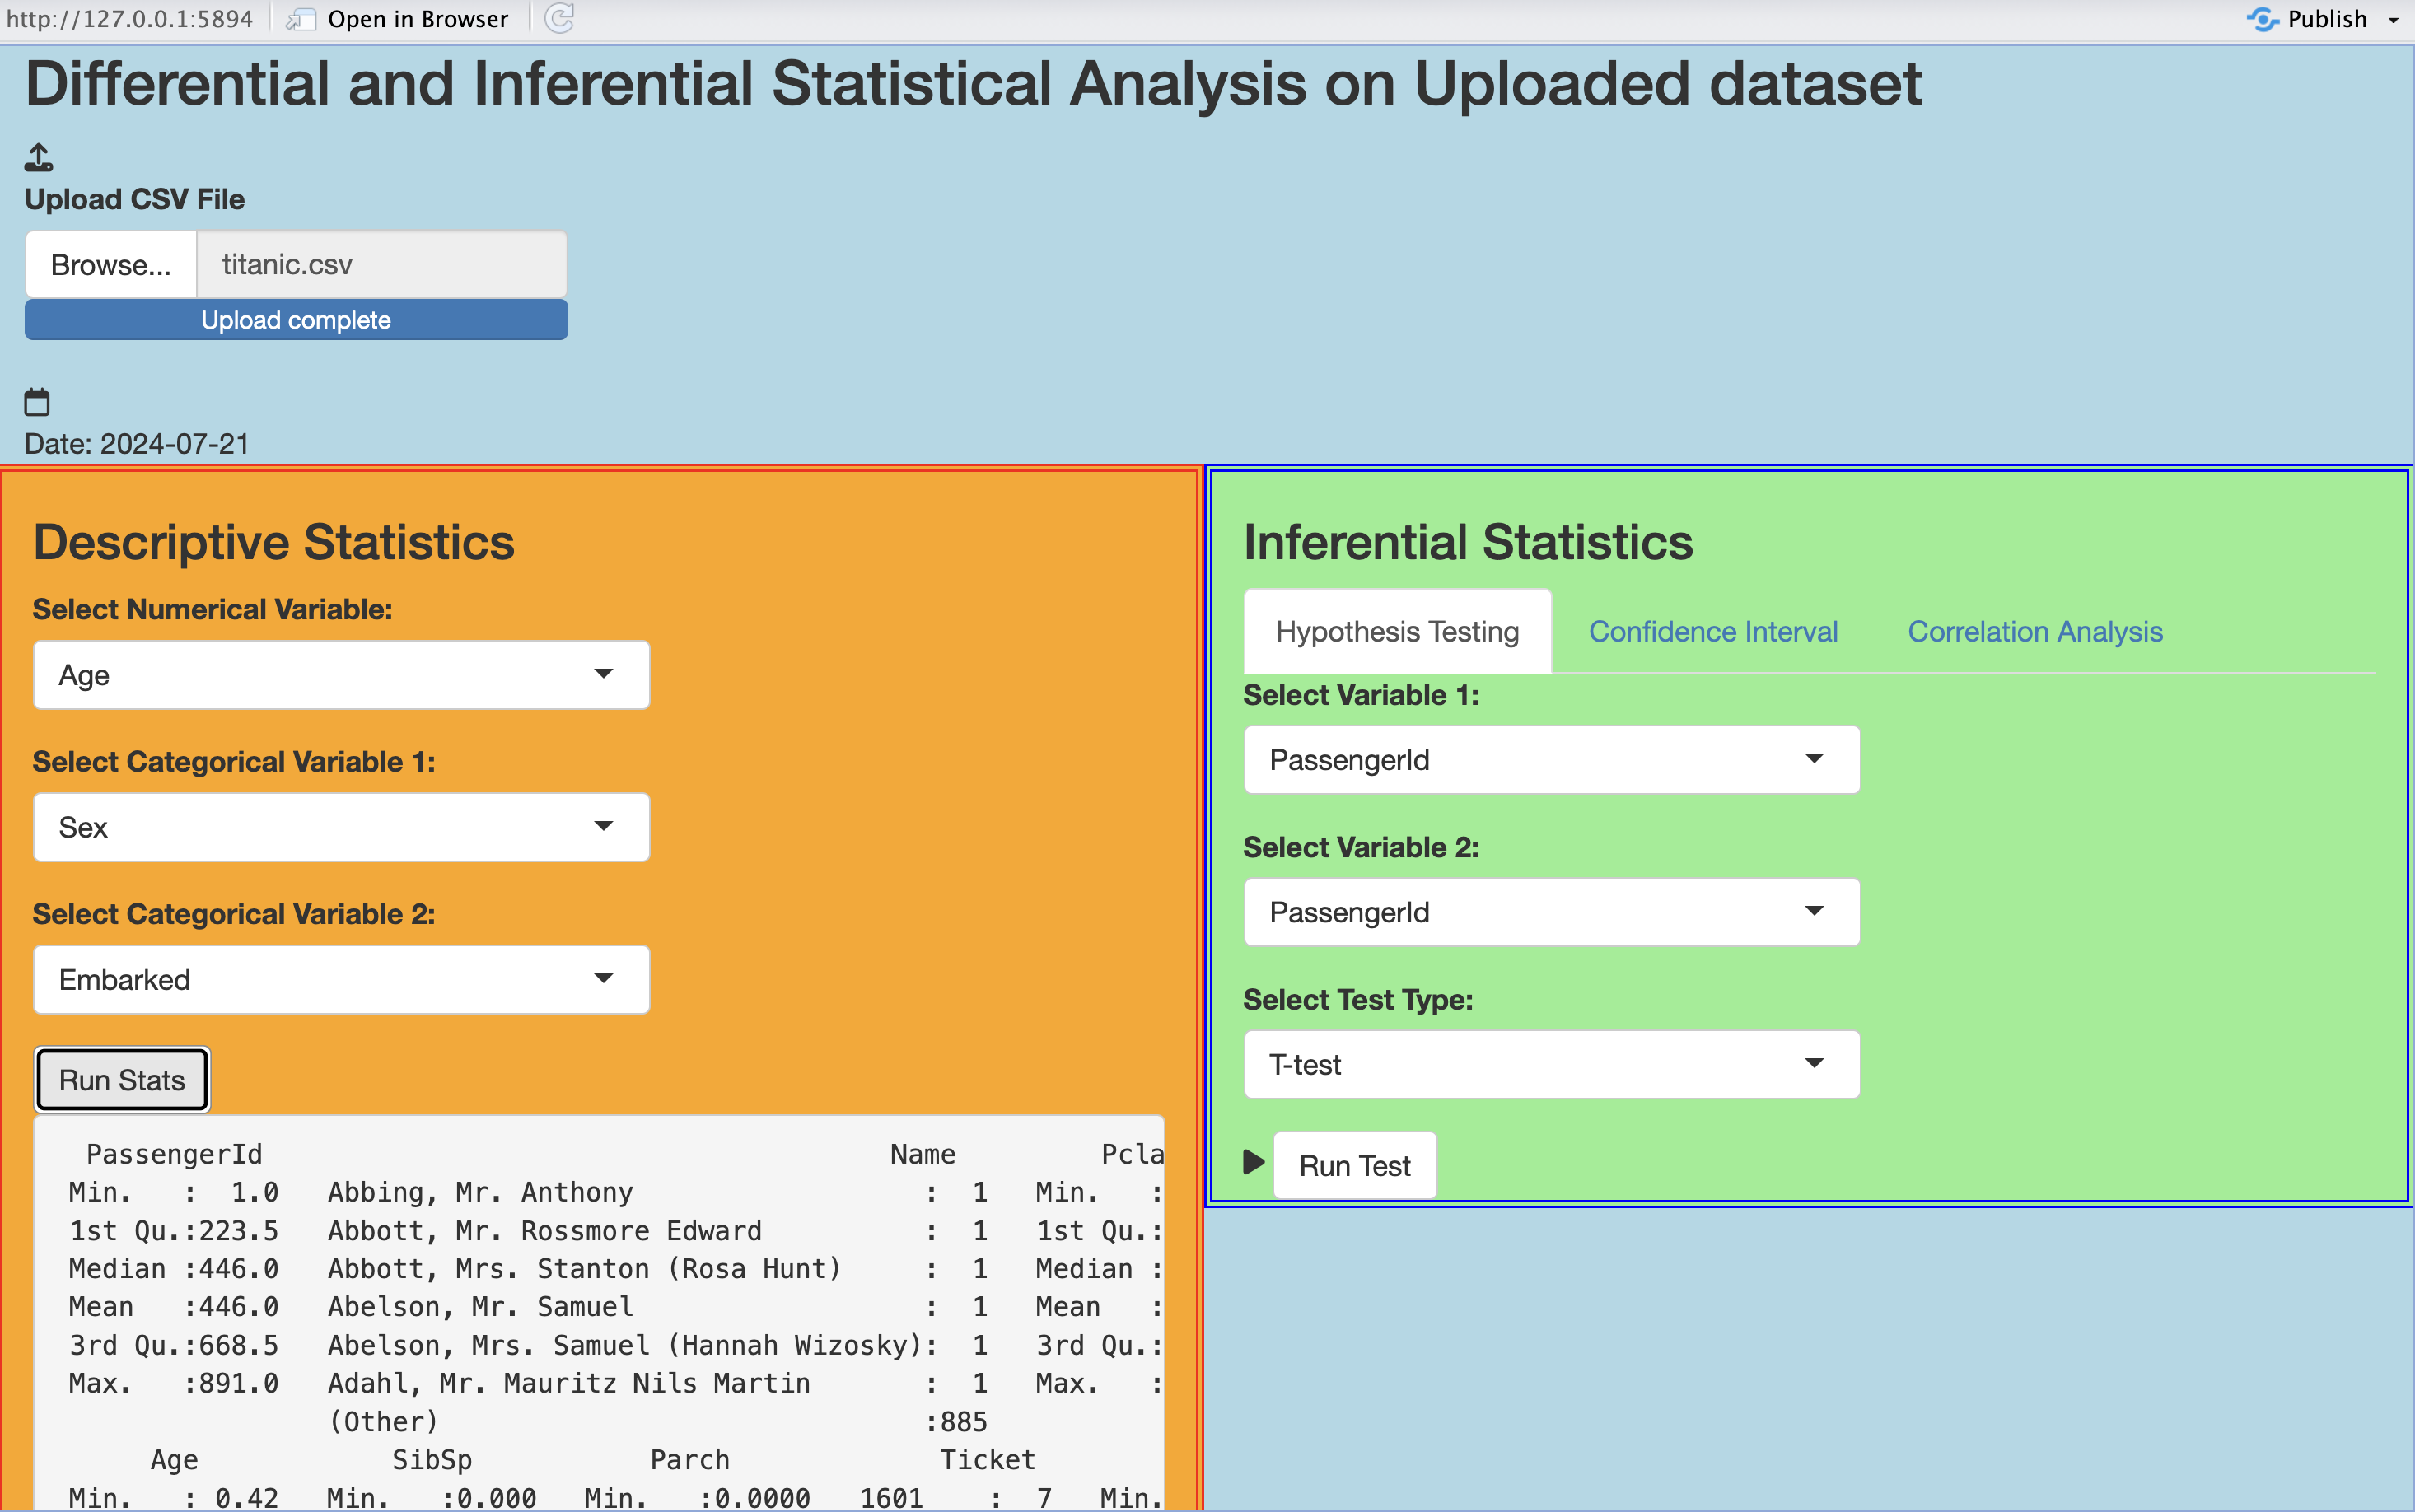 http://127.0.0.1:5894 Open in Browser Publish
Differential and Inferential Statistical Analysis on Uploaded dataset
Upload CSV File
Browse... titanic.csv
Upload complete
Date: 2024-07-21
Descriptive Statistics
Select Numerical Variable:
Age
Select Categorical Variable 1:
Sex
Select Categorical Variable 2:
Embarked
Run Stats
PassengerId Name Pcla
Min. : 1.0 Abbing, Mr. Anthony : 1 Min. :
1st Qu.:223.5 Abbott, Mr. Rossmore Edward : 1 1st Qu.:
Median :446.0 Abbott, Mrs. Stanton (Rosa Hunt) : 1 Median :
Mean :446.0 Abelson, Mr. Samuel : 1 Mean :
3rd Qu.:668.5 Abelson, Mrs. Samuel (Hannah Wizosky): 1 3rd Qu.:
Max. :891.0 Adahl, Mr. Mauritz Nils Martin : 1 Max. :
(Other) :885
Age SibSp Parch Ticket
Min. : 0.42 Min. :0.000 Min. :0.0000 1601 : 7 Min.
Inferential Statistics
Hypothesis Testing Confidence Interval Correlation Analysis
Select Variable 1:
PassengerId
Select Variable 2:
PassengerId
Select Test Type:
T-test
Run Test